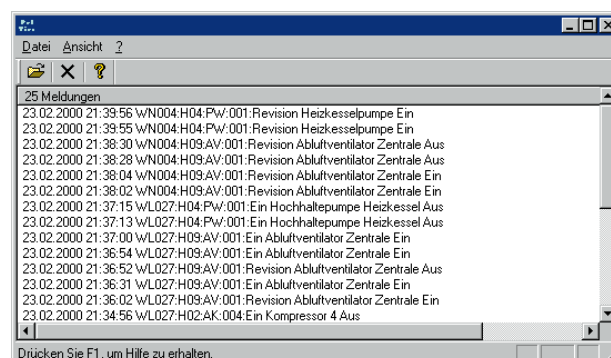 Datei Ansicht ?
25 Meldungen
23.02.2000 21:39:56 WN004:H04:PW:001:Revision Heizkesselpumpe Ein
23.02.2000 21:39:55 WN004:H04:PW:001:Revision Heizkesselpumpe Ein
23.02.2000 21:38:30 WN004:H09:AV:001:Revision Abluftventilator Zentrale Aus
23.02.2000 21:38:28 WN004:H09:AV:001:Revision Abluftventilator Zentrale Aus
23.02.2000 21:38:04 WN004:H09:AV:001:Revision Abluftventilator Zentrale Ein
23.02.2000 21:38:02 WN004:H09:AV:001:Revision Abluftventilator Zentrale Ein
23.02.2000 21:37:15 WL027:H04:PW:001:Ein Hochhaltepumpe Heizkessel Aus
23.02.2000 21:37:13 WL027:H04:PW:001:Ein Hochhaltepumpe Heizkessel Aus
23.02.2000 21:37:00 WL027:H09:AV:001:Ein Abluftventilator Zentrale Ein
23.02.2000 21:36:54 WL027:H09:AV:001:Ein Abluftventilator Zentrale Ein
23.02.2000 21:36:52 WL027:H09:AV:001:Revision Abluftventilator Zentrale Aus
23.02.2000 21:36:31 WL027:H09:AV:001:Ein Abluftventilator Zentrale Ein
23.02.2000 21:36:02 WL027:H09:AV:001:Revision Abluftventilator Zentrale Ein
23.02.2000 21:34:56 WL027:H02:AK:004:Ein Kompressor 4 Aus
Drücken Sie F1, um Hilfe zu erhalten.